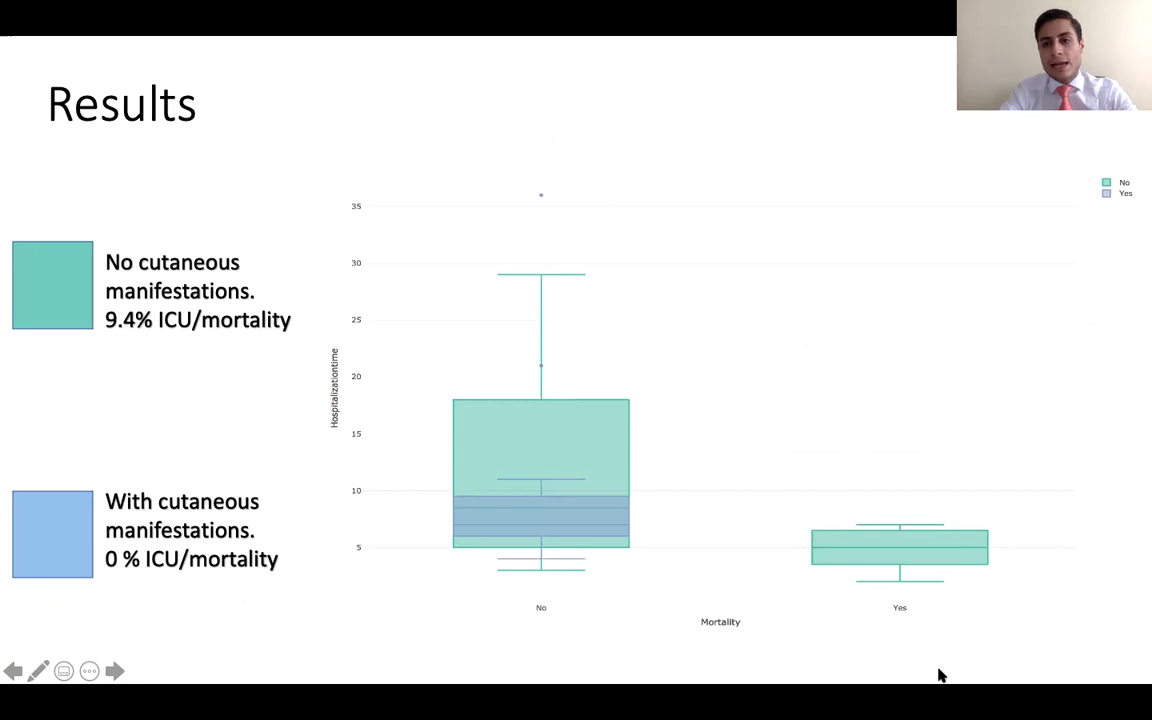 Results
No
Yes
No cutaneous
manifestations.
9.4% ICU/mortality
With cutaneous
manifestations.
0 % ICU/mortality
Hospitalizationtime
35
30
25
20
15
10
5
No
Yes
Mortality